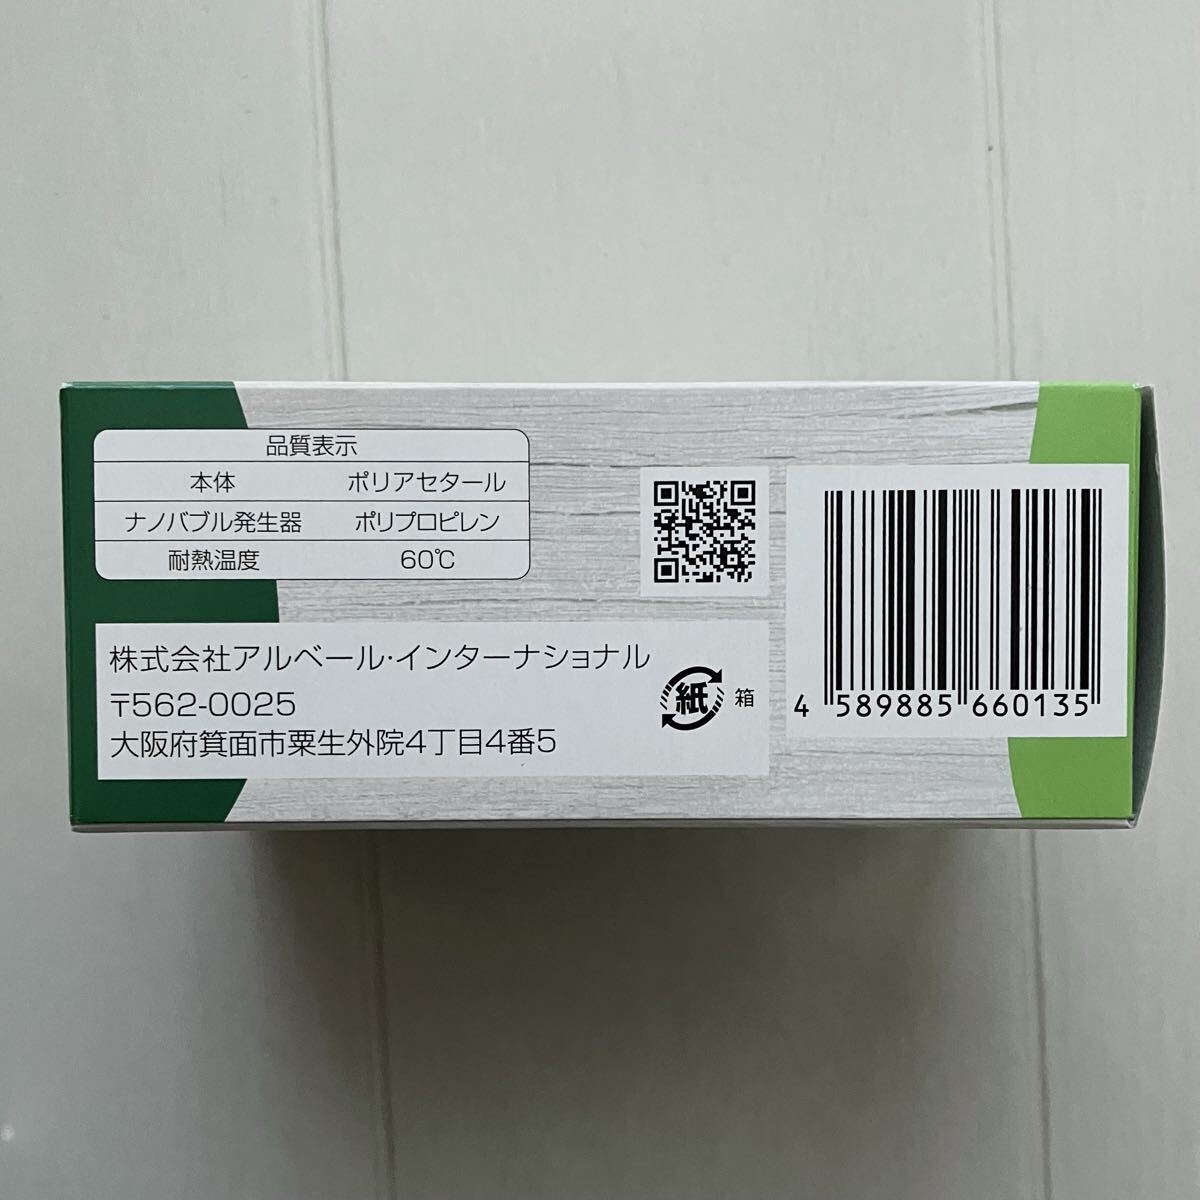 品質表示
本体 ポリアセタール
ナノバブル発生器 ポリプロピレン
耐熱温度 60℃
株式会社アルベール・インターナショナル
〒562-0025
大阪府箕面市粟生外院4丁目4番5
紙 箱
4 589885 660135